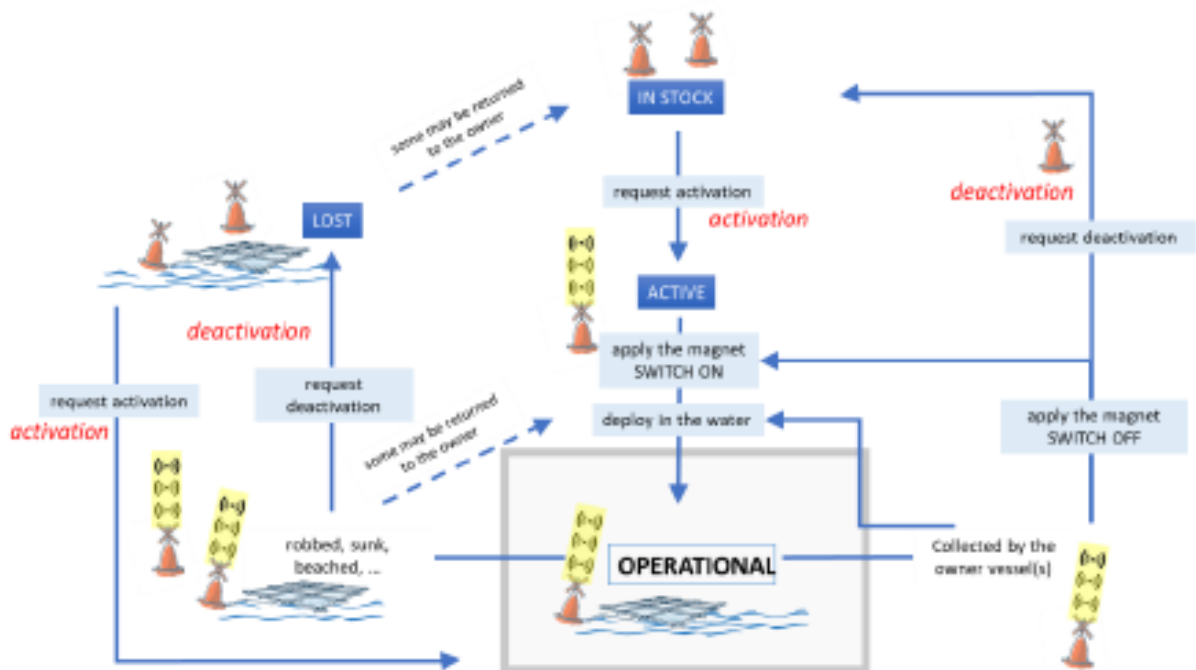 IN STOCK
some may be returned
to the owner
request activation
activation
deactivation
request deactivation
LOST
ACTIVE
deactivation
apply the magnet
SWITCH ON
request
deactivation
request activation
activation
some may be returned
to the owner
deploy in the water
apply the magnet
SWITCH OFF
robbed, sunk,
beached, ...
OPERATIONAL
Collected by the
owner vessel(s)